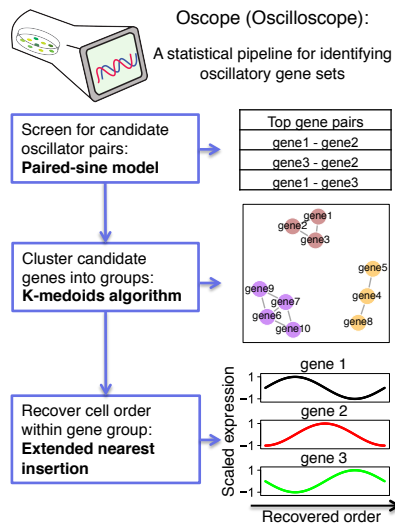 Oscope (Oscilloscope):
A statistical pipeline for identifying
oscillatory gene sets
Screen for candidate
oscillator pairs:
Paired-sine model
Top gene pairs
gene1 - gene2
gene3 - gene2
gene1 - gene3
Cluster candidate
genes into groups:
K-medoids algorithm
gene1
gene2
gene3
gene5
gene4
gene8
gene9
gene7
gene6
gene10
Recover cell order
within gene group:
Extended nearest
insertion
Scaled expression
gene 1
1
−1
gene 2
1
−1
gene 3
1
−1
Recovered order